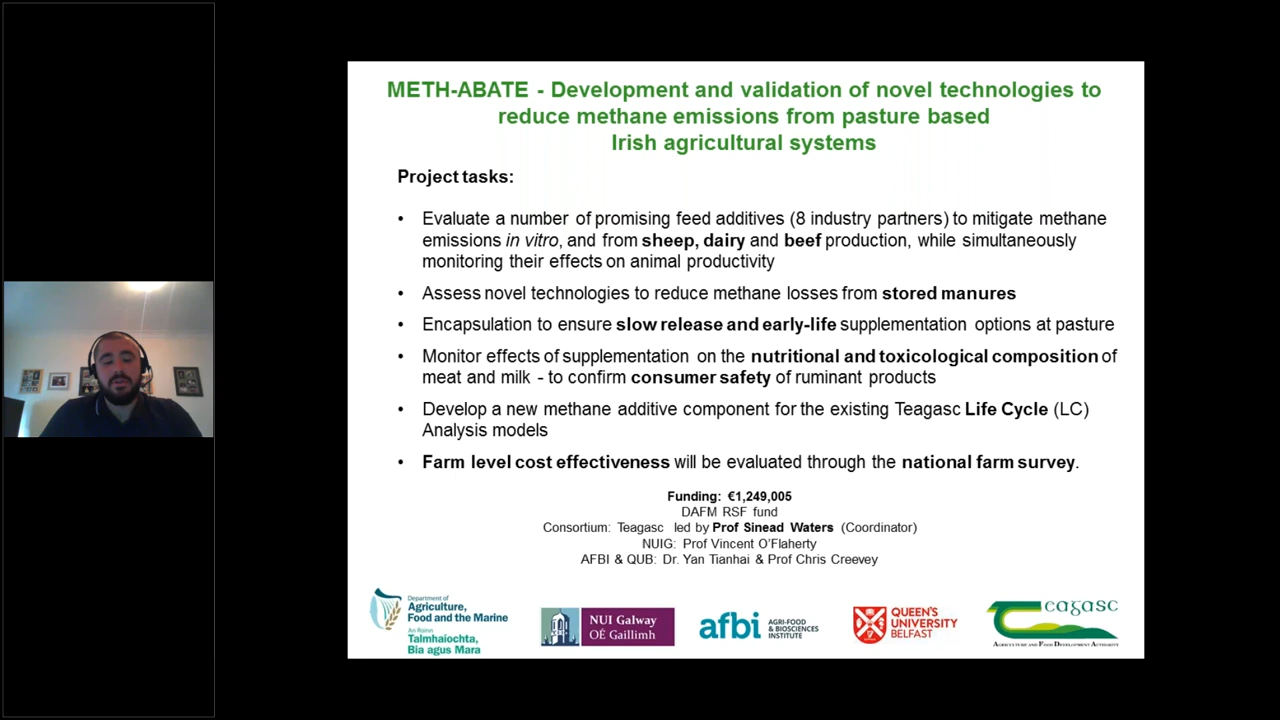 METH-ABATE - Development and validation of novel technologies to
reduce methane emissions from pasture based
Irish agricultural systems
Project tasks:
• Evaluate a number of promising feed additives (8 industry partners) to mitigate methane
emissions in vitro, and from sheep, dairy and beef production, while simultaneously
monitoring their effects on animal productivity
• Assess novel technologies to reduce methane losses from stored manures
• Encapsulation to ensure slow release and early-life supplementation options at pasture
• Monitor effects of supplementation on the nutritional and toxicological composition of
meat and milk - to confirm consumer safety of ruminant products
• Develop a new methane additive component for the existing Teagasc Life Cycle (LC)
Analysis models
• Farm level cost effectiveness will be evaluated through the national farm survey.
Funding: €1,249,005
DAFM RSF fund
Consortium: Teagasc led by Prof Sinead Waters (Coordinator)
NUIG: Prof Vincent O'Flaherty
AFBI & QUB: Dr. Yan Tianhai & Prof Chris Creevey
Department of
Agriculture,
Food and the Marine
An Roinn
Talmhaíochta,
Bia agus Mara
NUI Galway
OÉ Gaillimh
afbi
AGRI-FOOD
& BIOSCIENCES
INSTITUTE
QUEEN'S
UNIVERSITY
BELFAST
Teagasc
AGRICULTURE AND FOOD DEVELOPMENT AUTHORITY